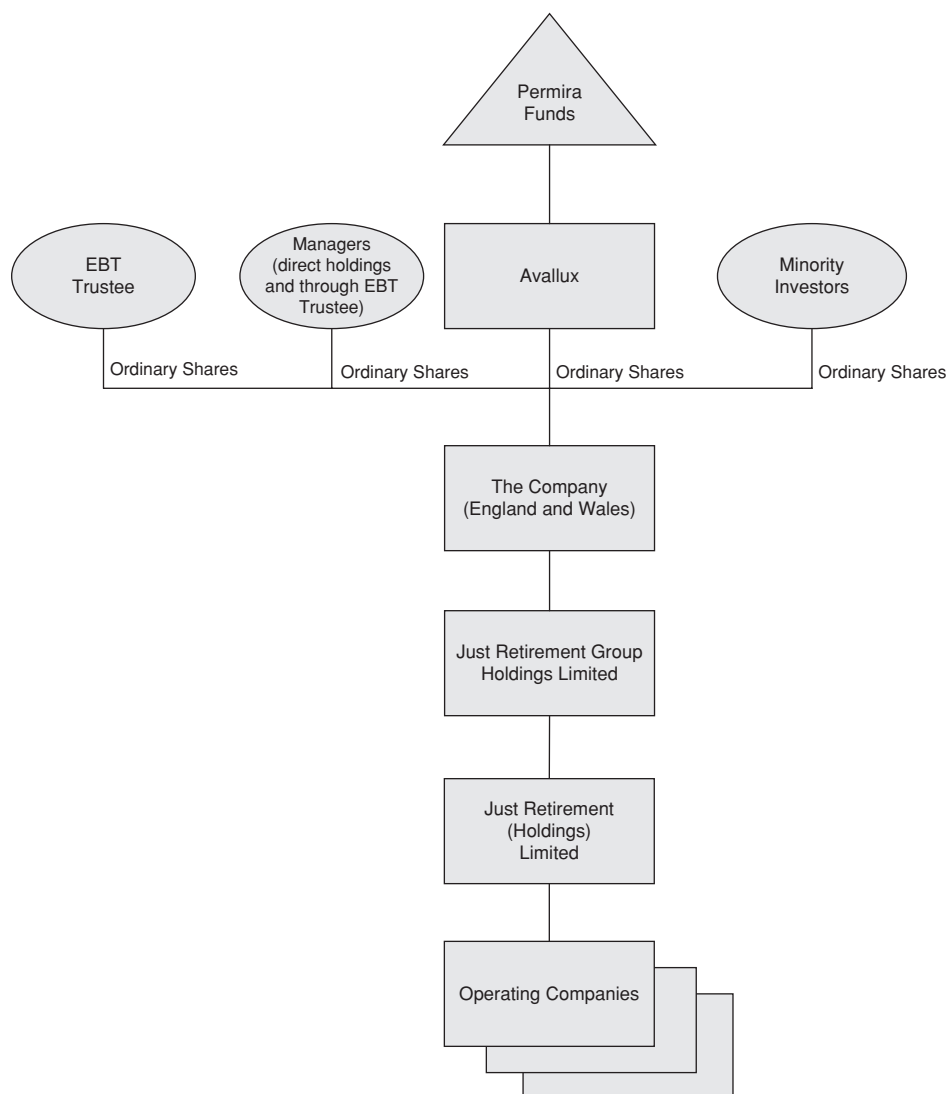 Permira
Funds
EBT
Trustee
Managers
(direct holdings
and through EBT
Trustee)
Avallux
Minority
Investors
Ordinary Shares
Ordinary Shares
Ordinary Shares
Ordinary Shares
The Company
(England and Wales)
Just Retirement Group
Holdings Limited
Just Retirement
(Holdings)
Limited
Operating Companies